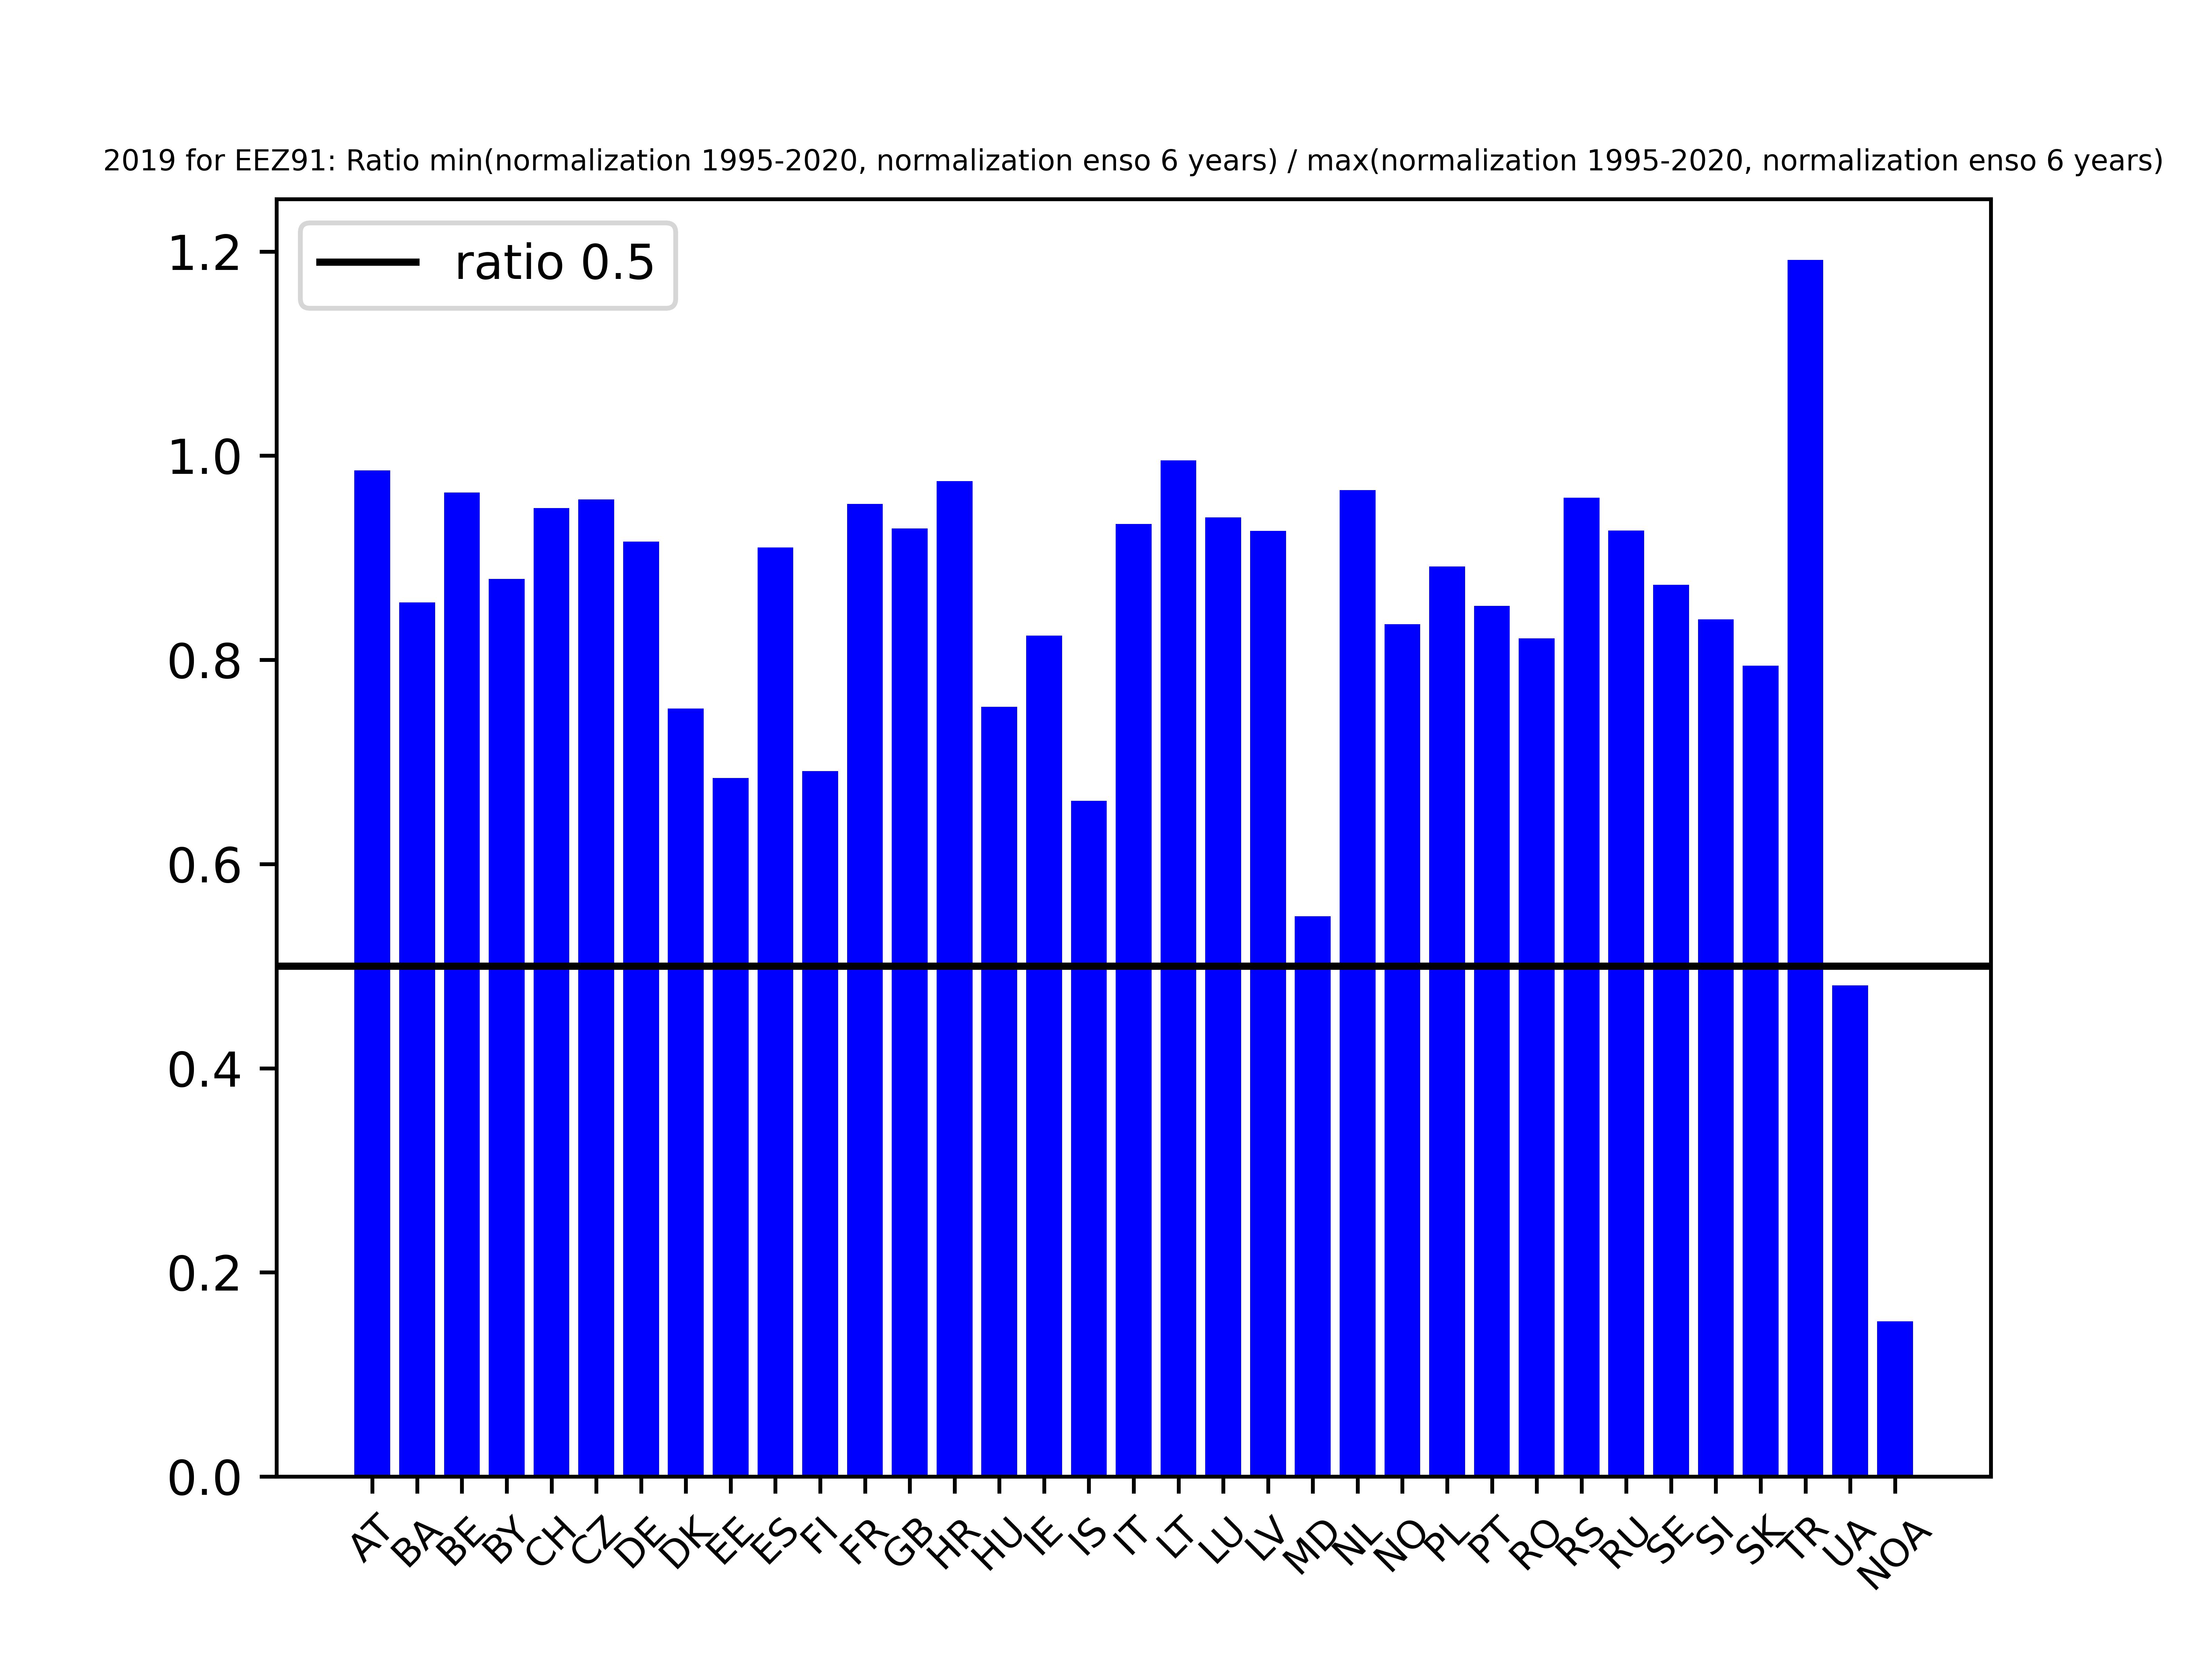 2019 for EEZ91: Ratio min(normalization 1995-2020, normalization enso 6 years) / max(normalization 1995-2020, normalization enso 6 years)
ratio 0.5
1.2
1.0
0.8
0.6
0.4
0.2
0.0
AT BA BE BY CH CZ DE DK EE ES FI FR GB HR HU IE IS IT LT LU LV MD NL NO PL PT RO RS RU SE SI SK TR UA NOA